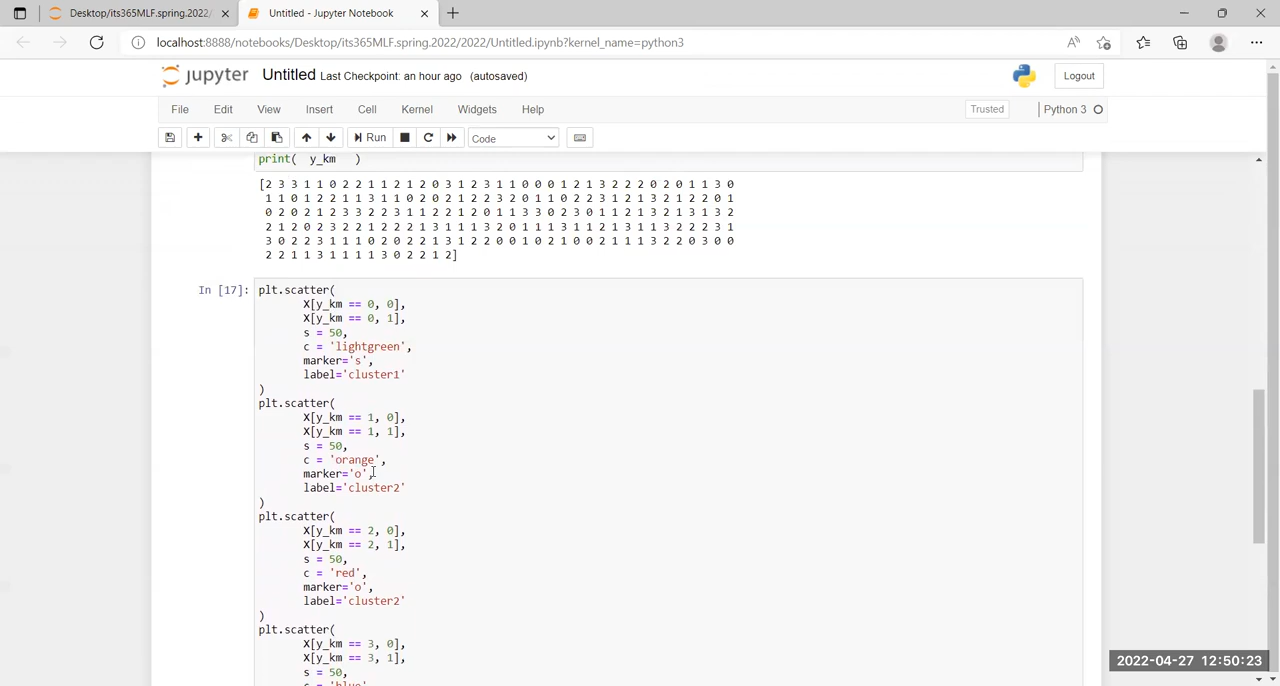 Desktop/its365MLF.spring.2022/
Untitled - Jupyter Notebook
localhost:8888/notebooks/Desktop/its365MLF.spring.2022/2022/Untitled.ipynb?kernel_name=python3
jupyter Untitled Last Checkpoint: an hour ago (autosaved)
Logout
File Edit View Insert Cell Kernel Widgets Help
Trusted
Python 3
Run
Code
print( y_km )
[2 3 3 1 1 0 2 2 1 1 2 1 2 0 3 1 2 3 1 1 0 0 0 1 2 1 3 2 2 2 0 2 0 1 1 3 0
1 1 0 1 2 2 1 1 3 1 1 0 2 0 2 1 2 2 3 2 0 1 1 0 2 2 3 1 2 1 3 2 1 2 2 0 1
0 2 0 2 1 2 3 3 2 2 3 1 1 2 2 1 2 0 1 1 3 3 0 2 3 0 1 1 2 1 3 2 1 3 1 3 2
2 1 2 0 2 3 2 2 1 2 2 2 1 3 1 1 1 3 2 0 1 1 1 3 1 1 2 1 3 1 1 3 2 2 2 3 1
3 0 2 2 3 1 1 1 0 2 0 2 2 1 3 1 2 2 0 0 1 0 2 1 0 0 2 1 1 1 3 2 2 0 3 0 0
2 2 1 1 3 1 1 1 1 3 0 2 2 1 2]
In [17]:
plt.scatter(
X[y_km == 0, 0],
X[y_km == 0, 1],
s = 50,
c = 'lightgreen',
marker='s',
label='cluster1'
)
plt.scatter(
X[y_km == 1, 0],
X[y_km == 1, 1],
s = 50,
c = 'orange',
marker='o',
label='cluster2'
)
plt.scatter(
X[y_km == 2, 0],
X[y_km == 2, 1],
s = 50,
c = 'red',
marker='o',
label='cluster2'
)
plt.scatter(
X[y_km == 3, 0],
X[y_km == 3, 1],
s = 50,
c = 'blue'
2022-04-27 12:50:23